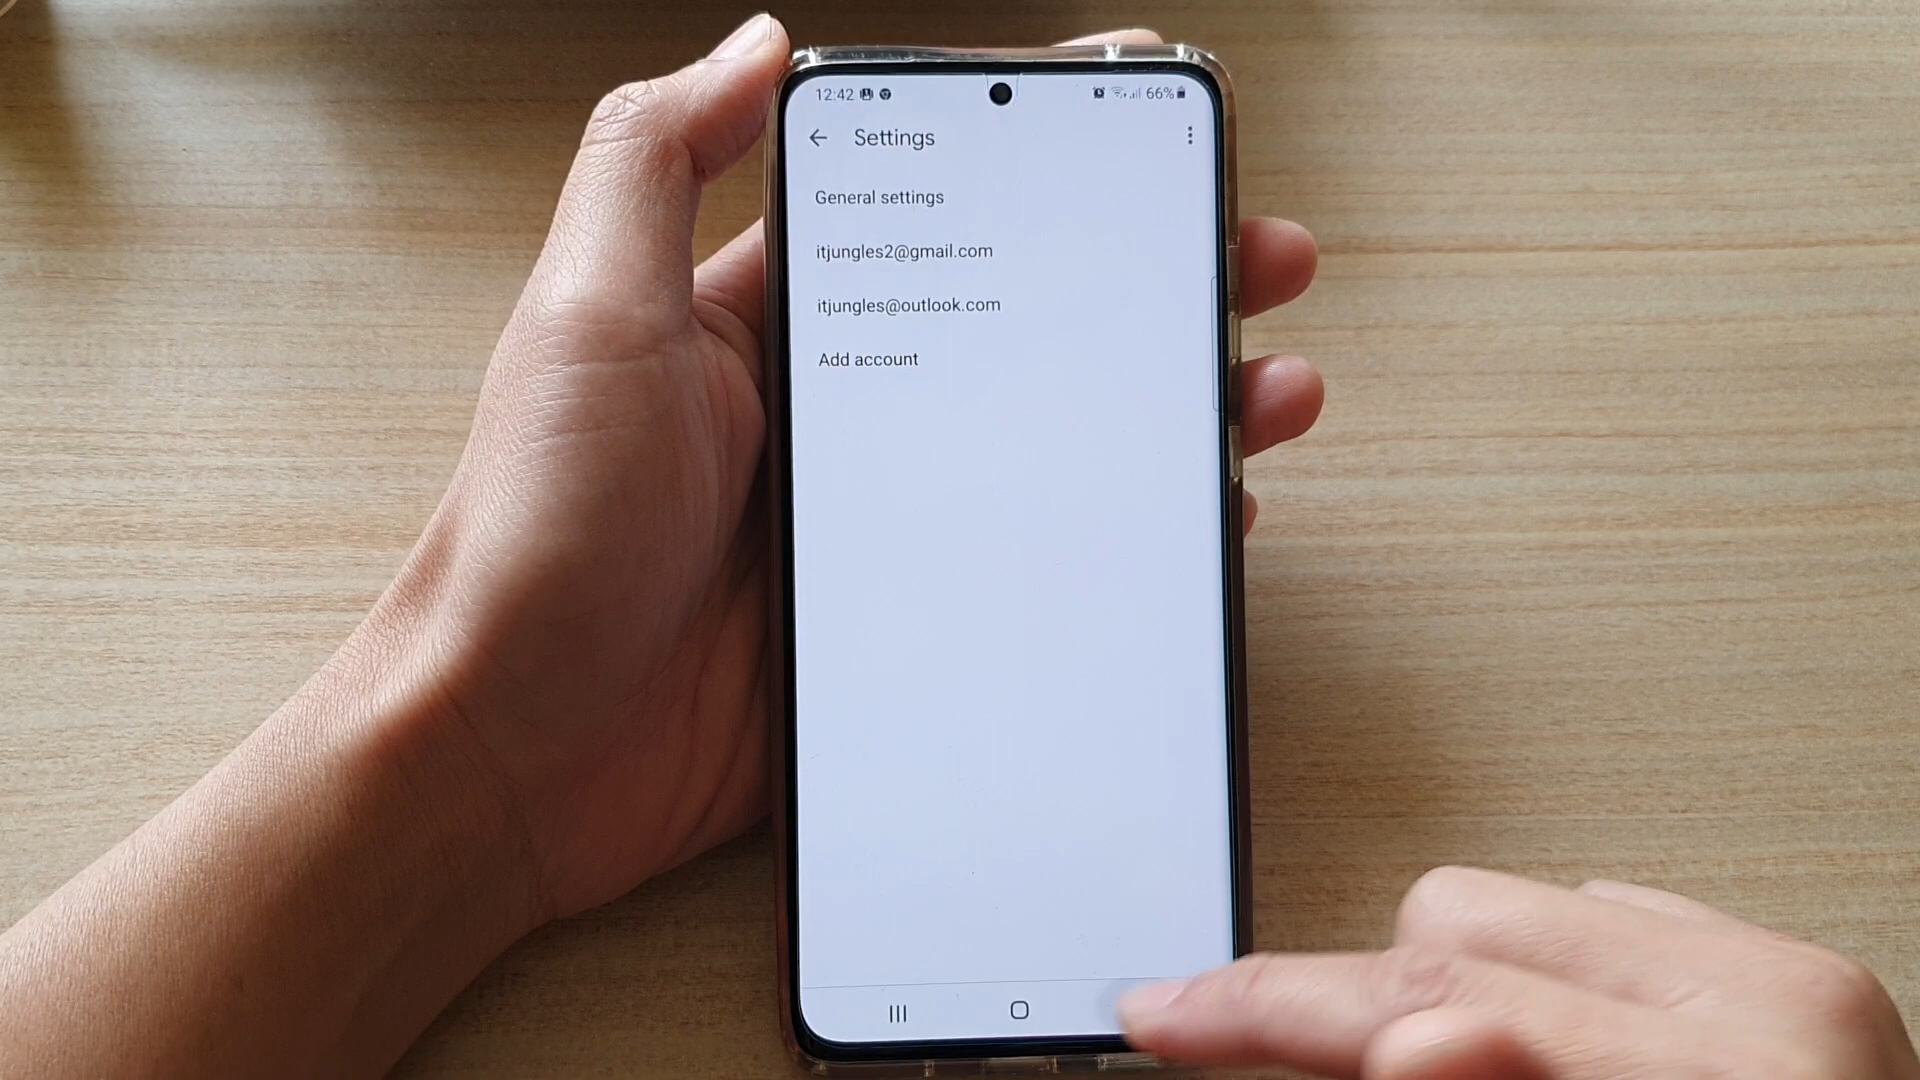 12:42 66%
Settings
General settings
itjungles2@gmail.com
itjungles@outlook.com
Add account